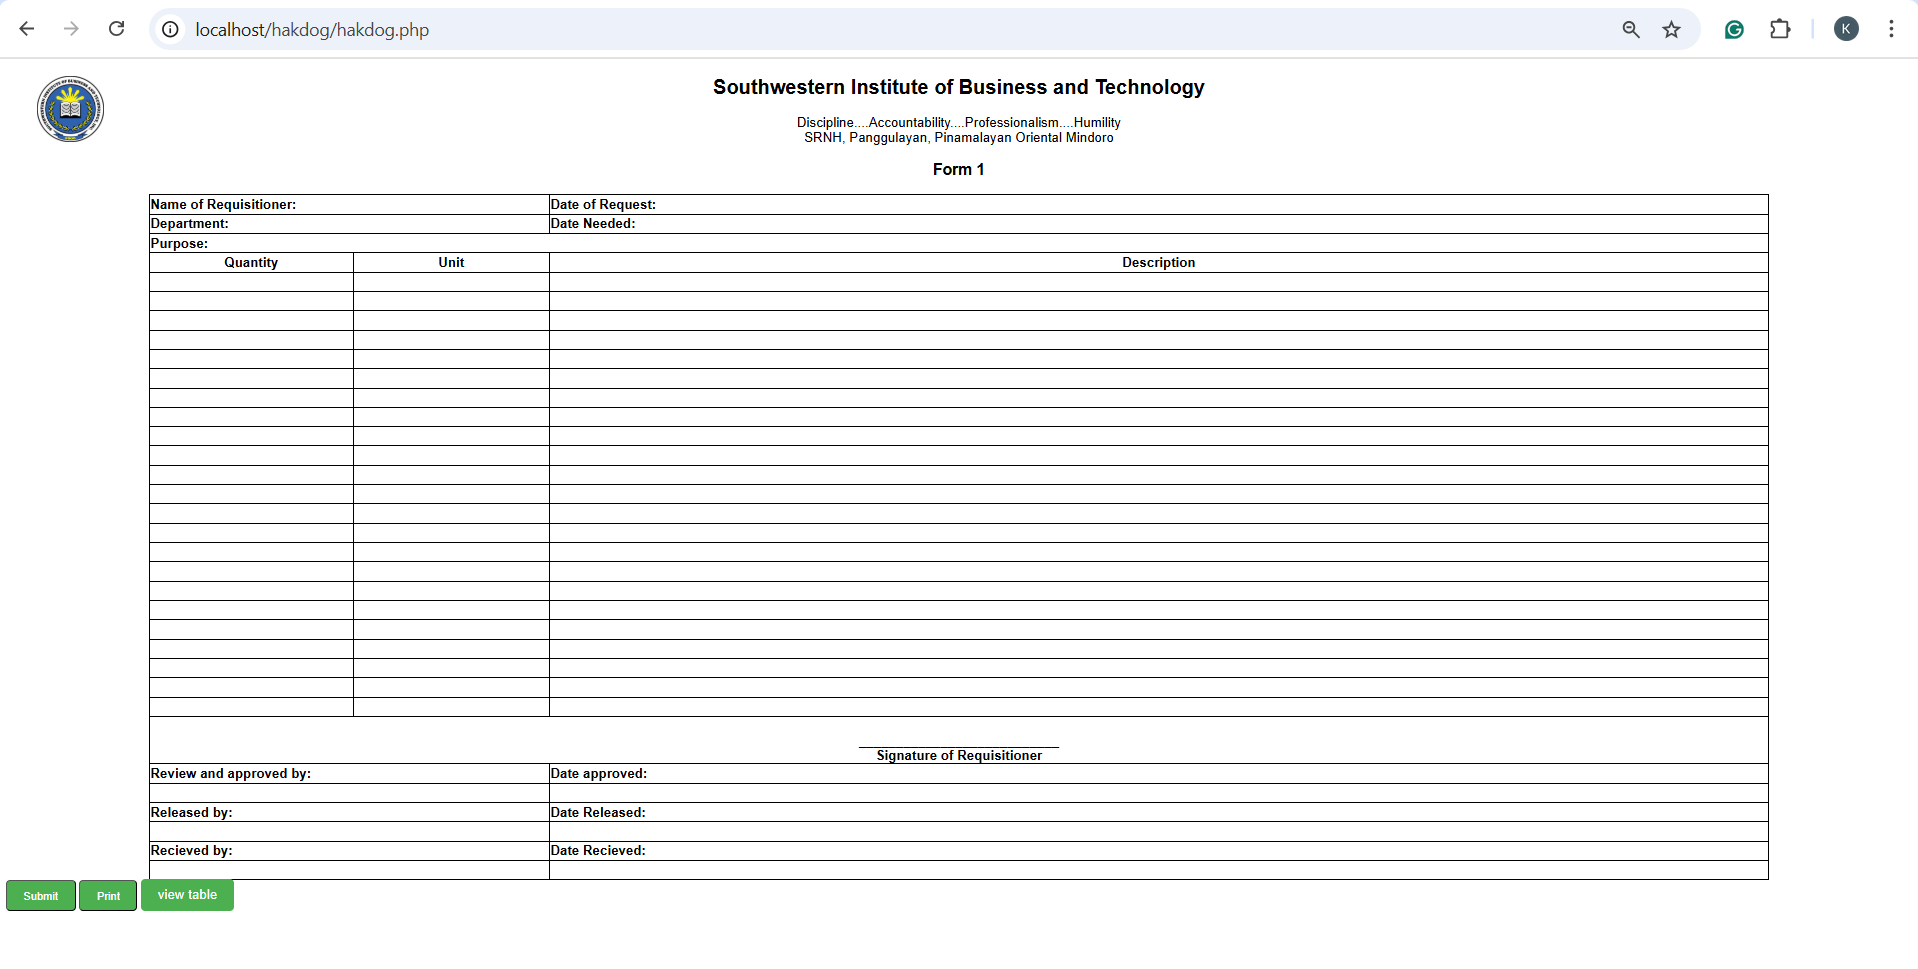 localhost/hakdog/hakdog.php
K
Southwestern Institute of Business and Technology
Discipline....Accountability....Professionalism....Humility
SRNH, Panggulayan, Pinamalayan Oriental Mindoro
Form 1
Name of Requisitioner: Date of Request:
Department: Date Needed:
Purpose:
Quantity Unit Description
Signature of Requisitioner
Review and approved by: Date approved:
Released by: Date Released:
Recieved by: Date Recieved:
Submit Print view table